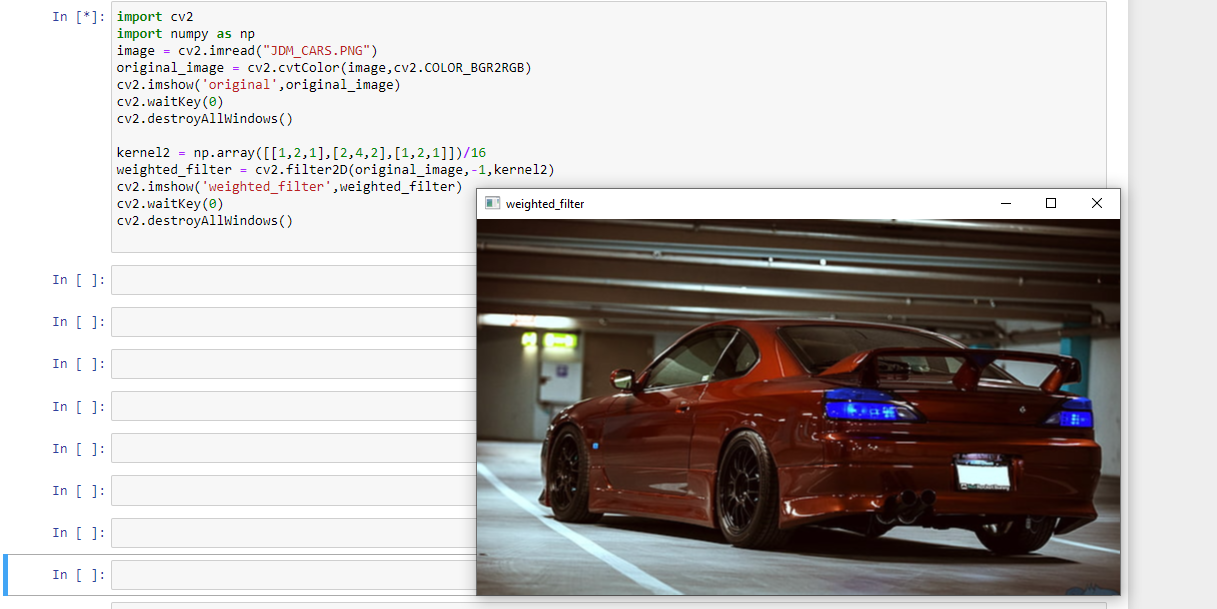 In [*]: import cv2
import numpy as np
image = cv2.imread("JDM_CARS.PNG")
original_image = cv2.cvtColor(image,cv2.COLOR_BGR2RGB)
cv2.imshow('original',original_image)
cv2.waitKey(0)
cv2.destroyAllWindows()
kernel2 = np.array([[1,2,1],[2,4,2],[1,2,1]])/16
weighted_filter = cv2.filter2D(original_image,-1,kernel2)
cv2.imshow('weighted_filter',weighted_filter)
cv2.waitKey(0)
cv2.destroyAllWindows()
weighted_filter
In [ ]:
In [ ]:
In [ ]:
In [ ]:
In [ ]:
In [ ]:
In [ ]:
In [ ]: